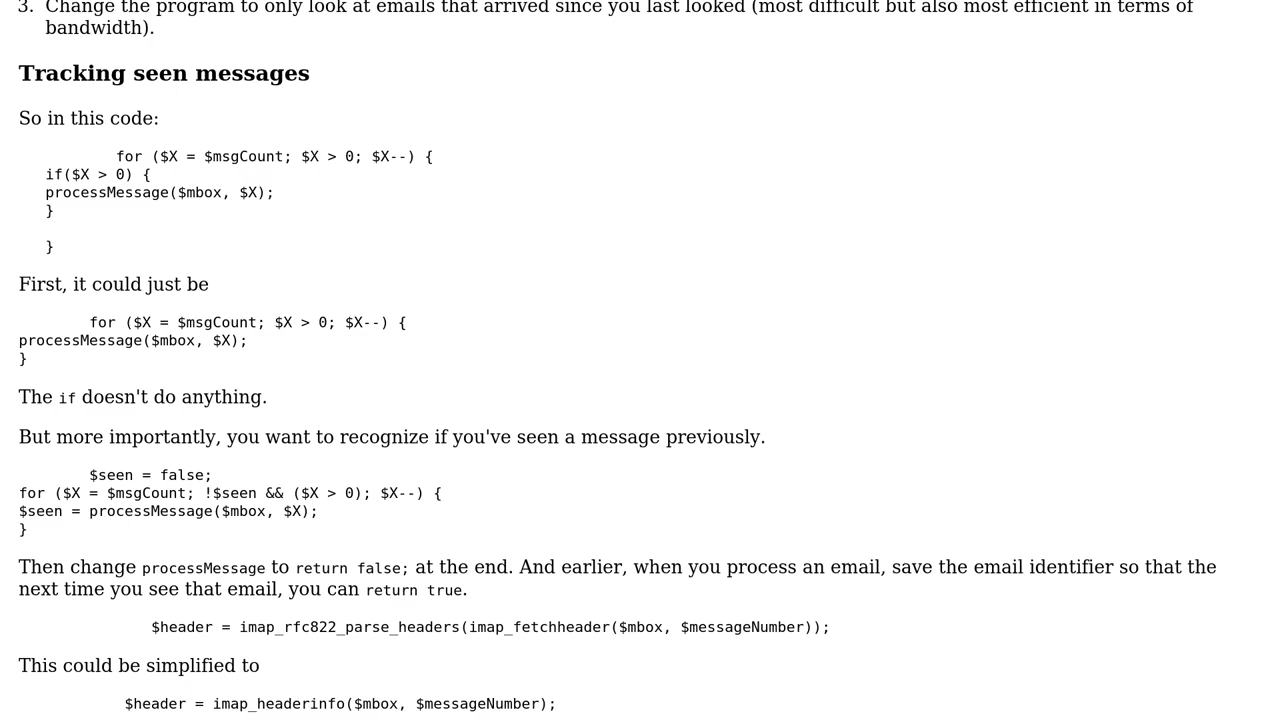 3. Change the program to only look at emails that arrived since you last looked (most difficult but also most efficient in terms of
bandwidth).
Tracking seen messages
So in this code:
for ($X = $msgCount; $X > 0; $X--) {
if($X > 0) {
processMessage($mbox, $X);
}
}
First, it could just be
for ($X = $msgCount; $X > 0; $X--) {
processMessage($mbox, $X);
}
The if doesn't do anything.
But more importantly, you want to recognize if you've seen a message previously.
$seen = false;
for ($X = $msgCount; !$seen && ($X > 0); $X--) {
$seen = processMessage($mbox, $X);
}
Then change processMessage to return false; at the end. And earlier, when you process an email, save the email identifier so that the
next time you see that email, you can return true.
$header = imap_rfc822_parse_headers(imap_fetchheader($mbox, $messageNumber));
This could be simplified to
$header = imap_headerinfo($mbox, $messageNumber);